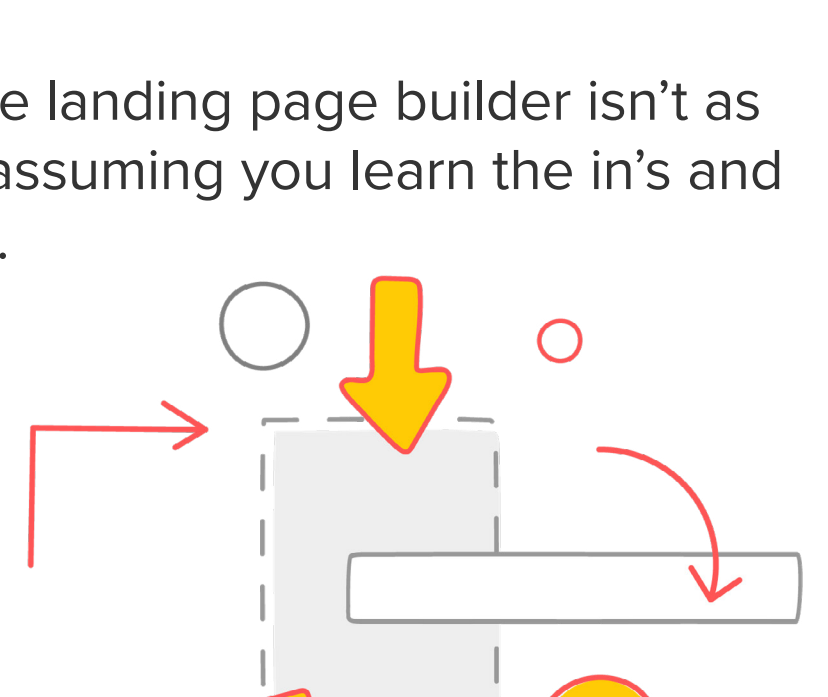 e landing page builder isn’t as
assuming you learn the in’s and
.